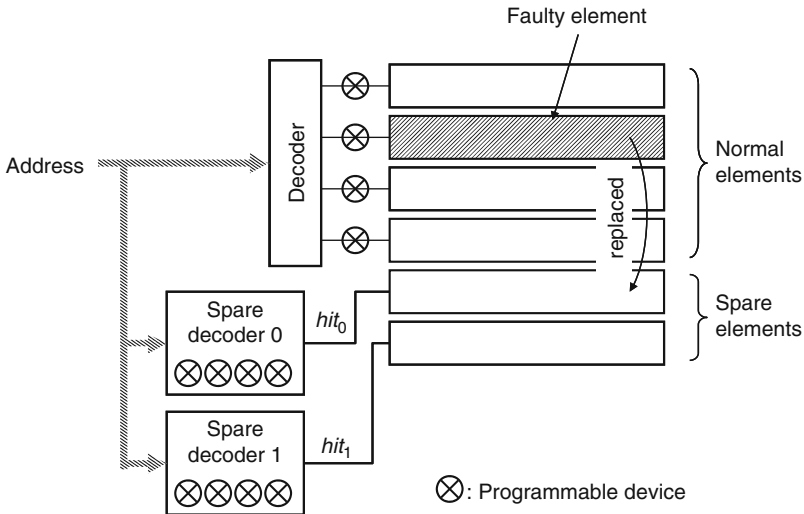 Faulty element
Address
Decoder
Normal
elements
replaced
Spare
decoder 0
hit0
Spare
elements
Spare
decoder 1
hit1
: Programmable device